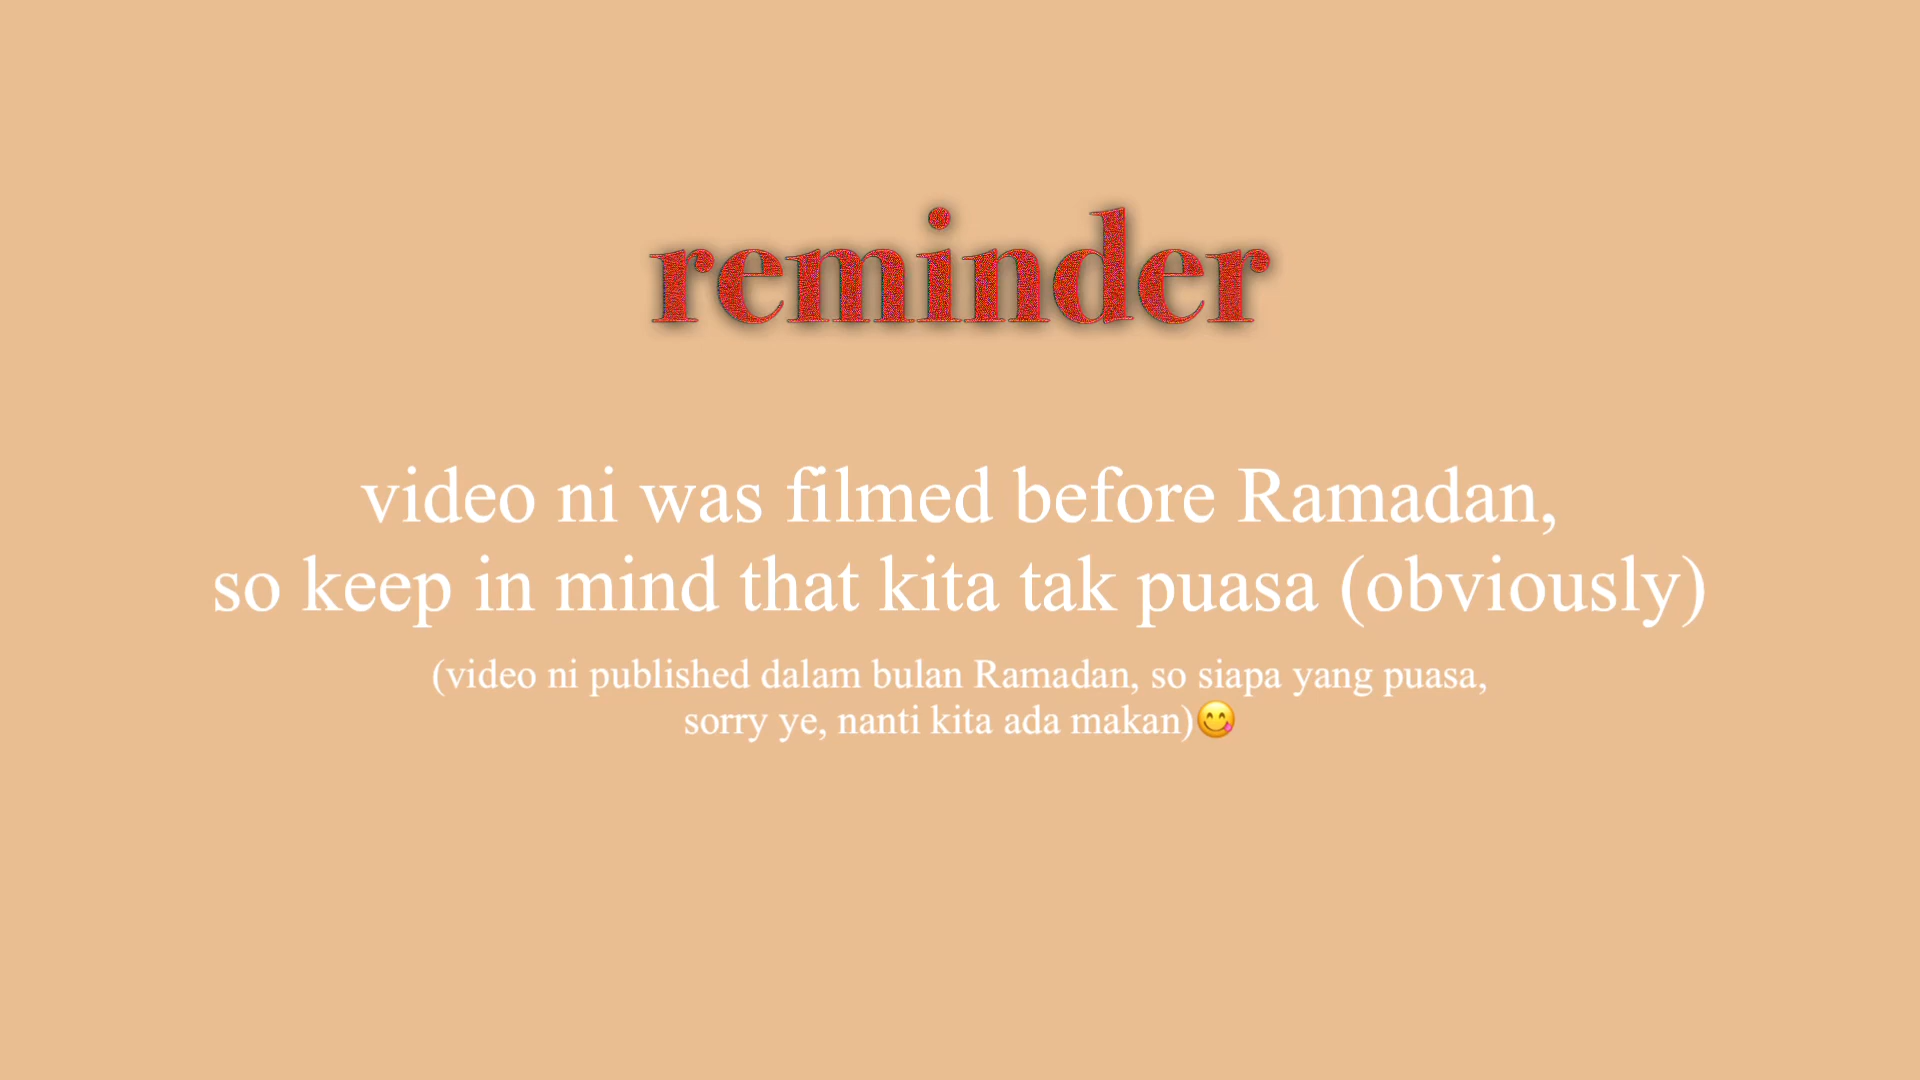 reminder
video ni was filmed before Ramadan,
so keep in mind that kita tak puasa (obviously)
(video ni published dalam bulan Ramadan, so siapa yang puasa,
sorry ye, nanti kita ada makan)😋